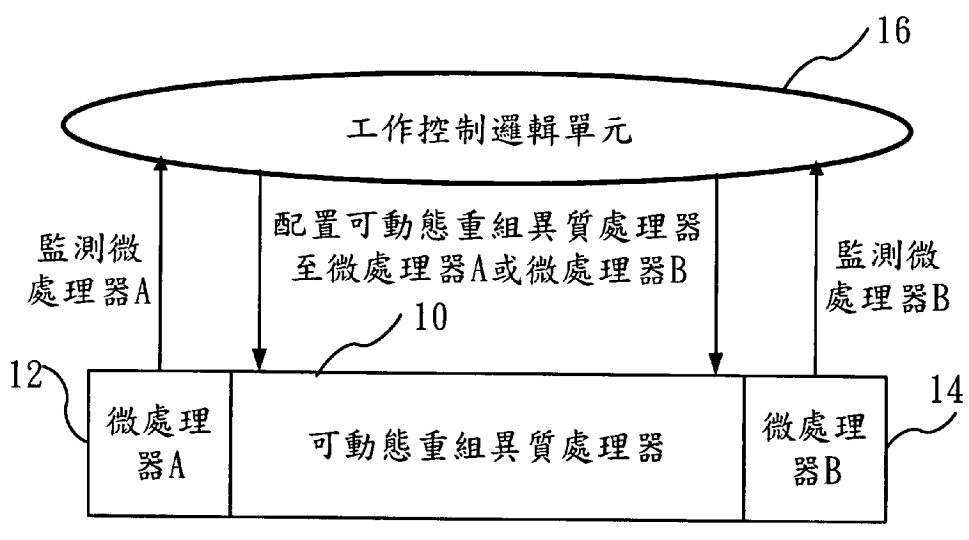 16
工作控制邏輯單元
監測微
處理器A
配置可動態重組異質處理器
至微處理器A或微處理器B
監測微
處理器B
10
12
14
微處理
器A
可動態重組異質處理器
微處理
器B